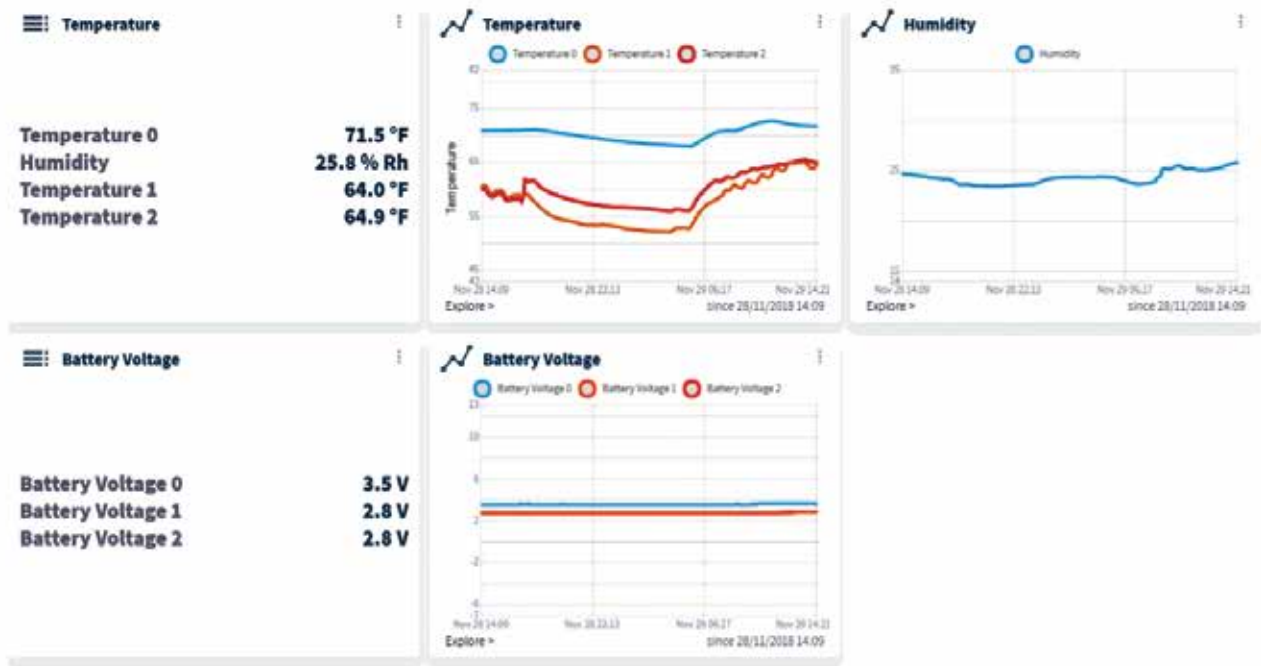 Temperature
Temperature 0 71.5 °F
Humidity 25.8 % Rh
Temperature 1 64.0 °F
Temperature 2 64.9 °F
Temperature
Temperature 0 Temperature 1 Temperature 2
82
75
65
55
45
Temperature
Nov 28 14:09 Nov 28 22:13 Nov 29 06:17 Nov 29 14:21
Explore > since 28/11/2018 14:09
Humidity
Humidity
25
Nov 28 14:09 Nov 28 22:13 Nov 29 06:17 Nov 29 14:21
Explore > since 28/11/2018 14:09
Battery Voltage
Battery Voltage 0 3.5 V
Battery Voltage 1 2.8 V
Battery Voltage 2 2.8 V
Battery Voltage
Battery Voltage 0 Battery Voltage 1 Battery Voltage 2
13
10
6
2
-2
-6
Nov 28 14:09 Nov 28 22:13 Nov 29 06:17 Nov 29 14:21
Explore > since 28/11/2018 14:09